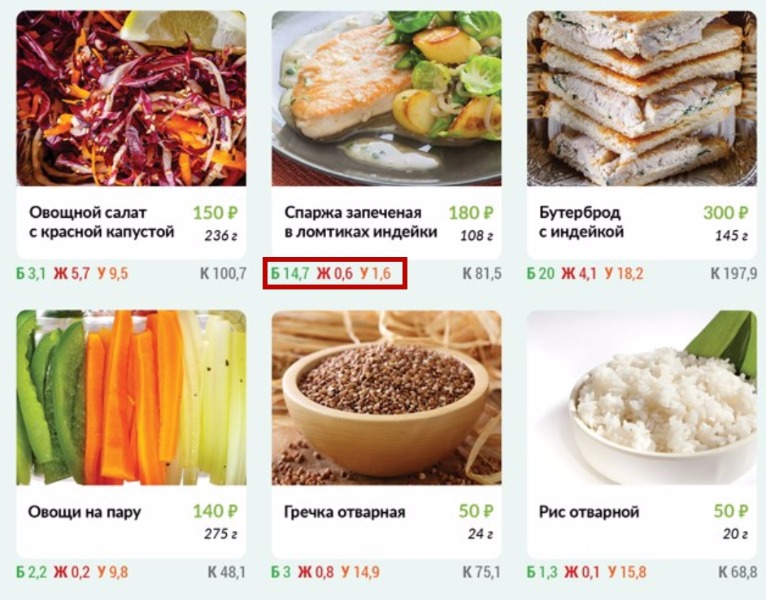 Овощной салат
с красной капустой
150 ₽
236 г
Б 3,1 Ж 5,7 У 9,5 К 100,7
Спаржа запеченая
в ломтиках индейки
180 ₽
108 г
Б 14,7 Ж 0,6 У 1,6 К 81,5
Бутерброд
с индейкой
300 ₽
145 г
Б 20 Ж 4,1 У 18,2 К 197,9
Овощи на пару
140 ₽
275 г
Б 2,2 Ж 0,2 У 9,8 К 48,1
Гречка отварная
50 ₽
24 г
Б 3 Ж 0,8 У 14,9 К 75,1
Рис отварной
50 ₽
20 г
Б 1,3 Ж 0,1 У 15,8 К 68,8